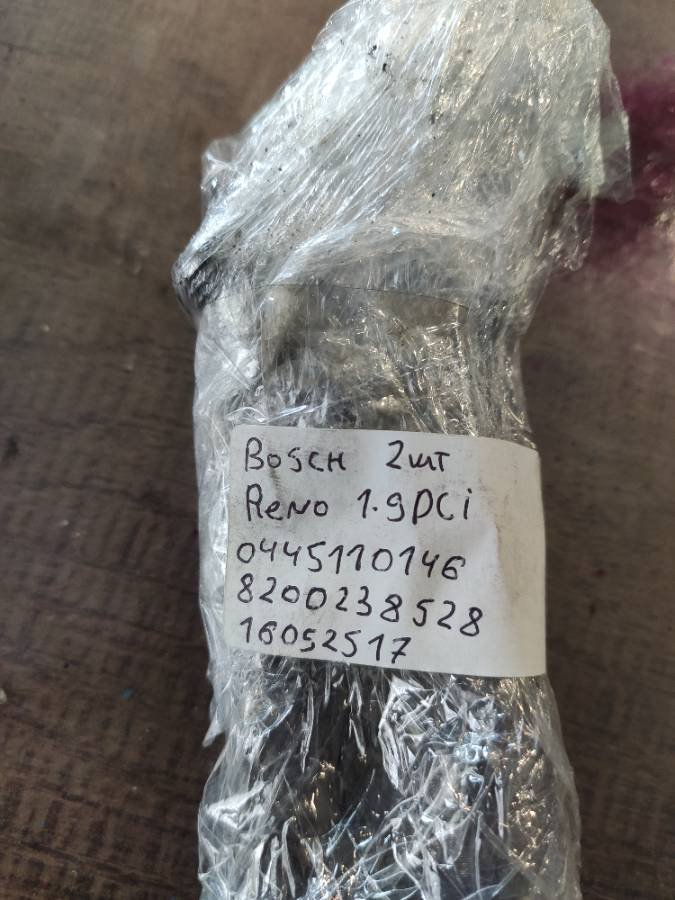 Bosch 2шт
Reno 1.9DCi
0445110146
8200238528
16052517